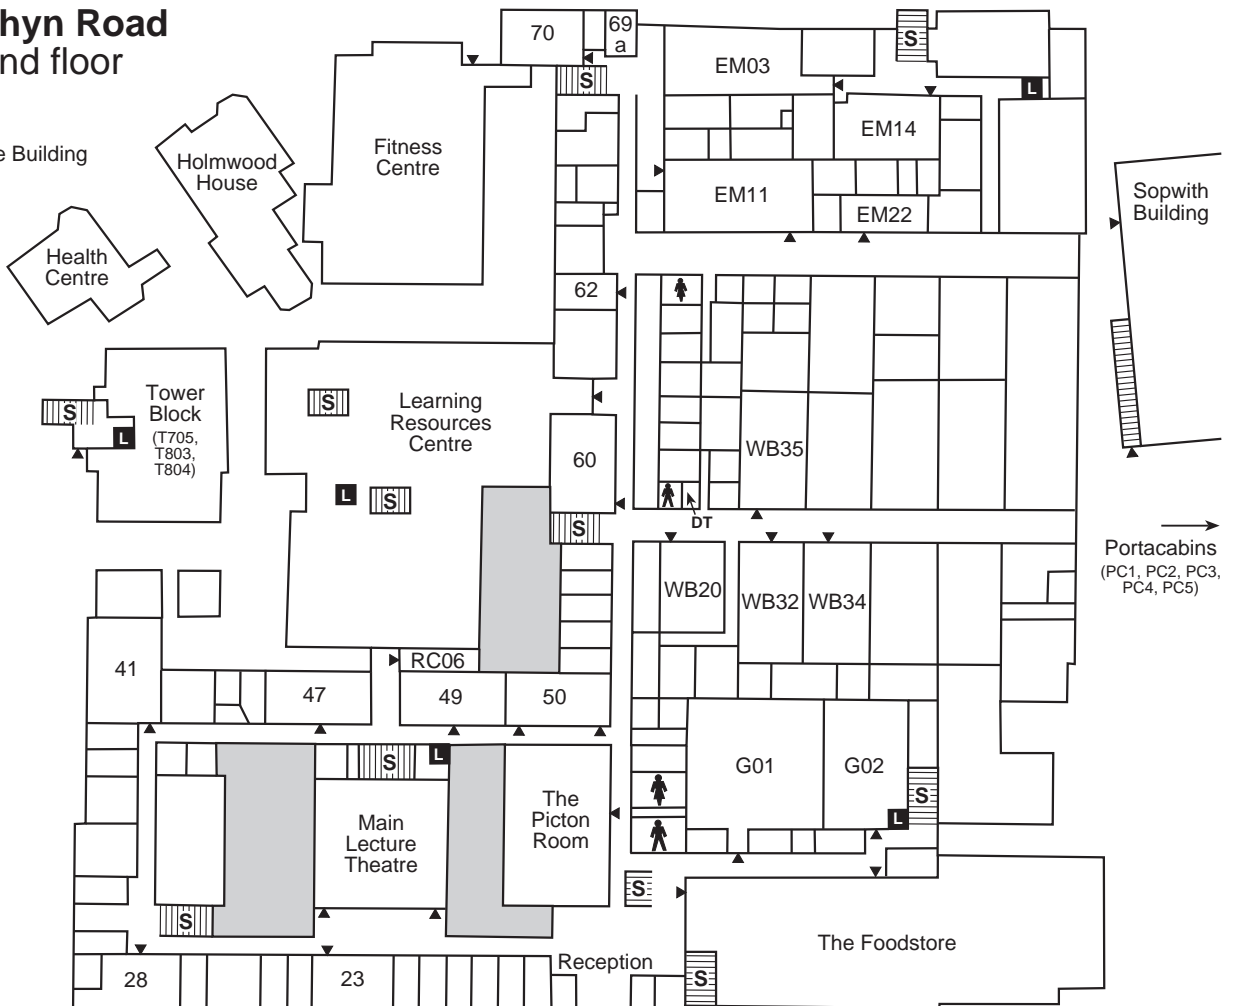 hyn Road
nd floor
e Building
70
69
a
S
EM03
S
L
EM14
EM11
EM22
Holmwood
House
Fitness
Centre
Sopwith
Building
Health
Centre
62
Tower
Block
(T705,
T803,
T804)
S
L
S
Learning
Resources
Centre
L
S
60
S
WB35
DT
Portacabins
(PC1, PC2, PC3,
PC4, PC5)
WB20
WB32
WB34
RC06
41
47
49
50
S
L
G01
G02
S
L
Main
Lecture
Theatre
The
Picton
Room
S
S
The Foodstore
Reception
S
28
23